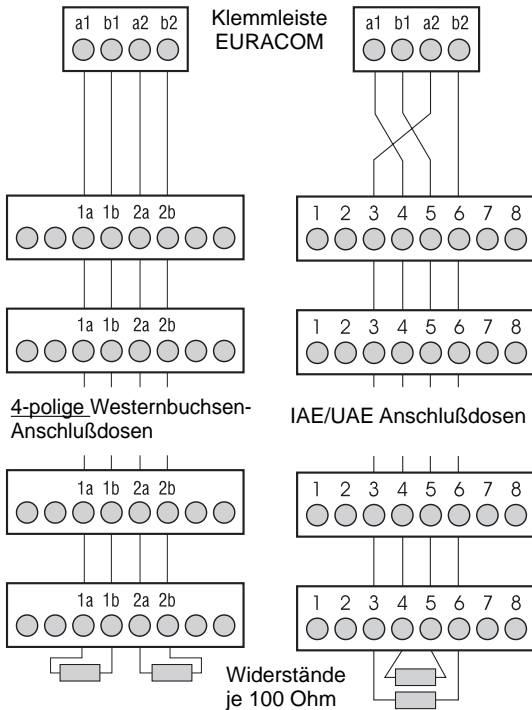 a1 b1 a2 b2
Klemmleiste
EURACOM
a1 b1 a2 b2
1a 1b 2a 2b
1 2 3 4 5 6 7 8
1a 1b 2a 2b
1 2 3 4 5 6 7 8
4-polige Westernbuchsen-
Anschlußdosen
IAE/UAE Anschlußdosen
1a 1b 2a 2b
1 2 3 4 5 6 7 8
1a 1b 2a 2b
1 2 3 4 5 6 7 8
Widerstände
je 100 Ohm